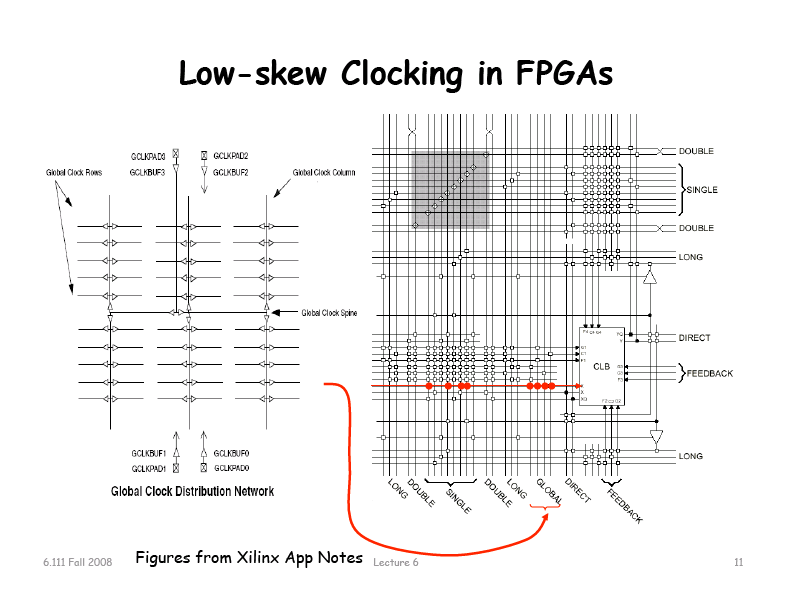 Low-skew Clocking in FPGAs
GCLKPAD3
GCLKPAD2
GCLKBUF3
GCLKBUF2
Global Clock Rows
Global Clock Column
Global Clock Spine
GCLKBUF1
GCLKBUF0
GCLKPAD1
GCLKPAD0
Global Clock Distribution Network
DOUBLE
SINGLE
DOUBLE
LONG
DIRECT
FEEDBACK
CLB
LONG
LONG
DOUBLE
SINGLE
DOUBLE
LONG
GLOBAL
DIRECT
FEEDBACK
6.111 Fall 2008
Figures from Xilinx App Notes
Lecture 6
11